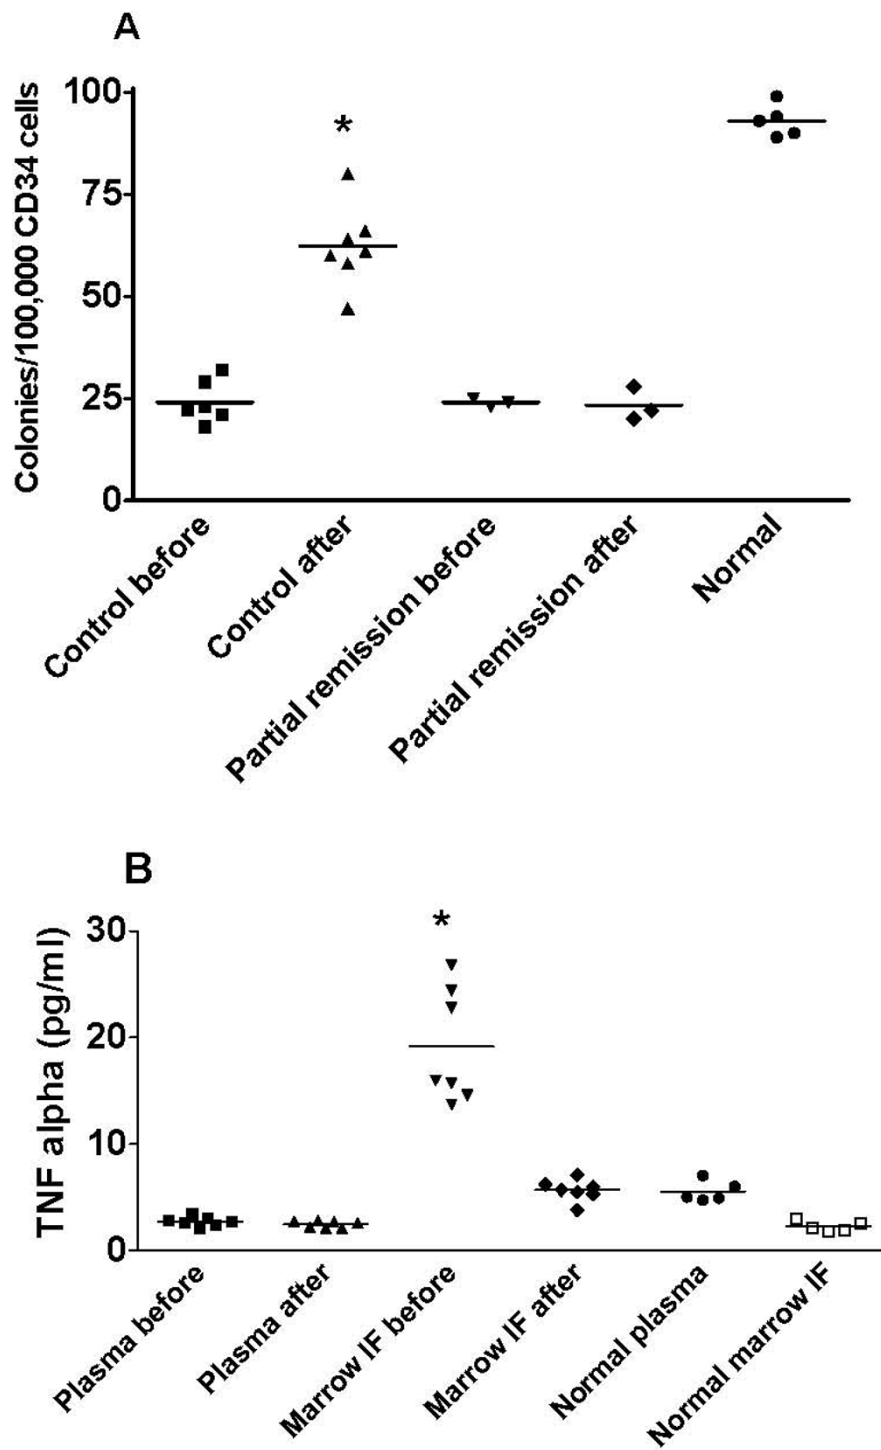 A
Colonies/100,000 CD34 cells
100
75
50
25
0
*
Control before
Control after
Partial remission before
Partial remission after
Normal
B
TNF alpha (pg/ml)
30
20
10
0
*
Plasma before
Plasma after
Marrow IF before
Marrow IF after
Normal plasma
Normal marrow IF